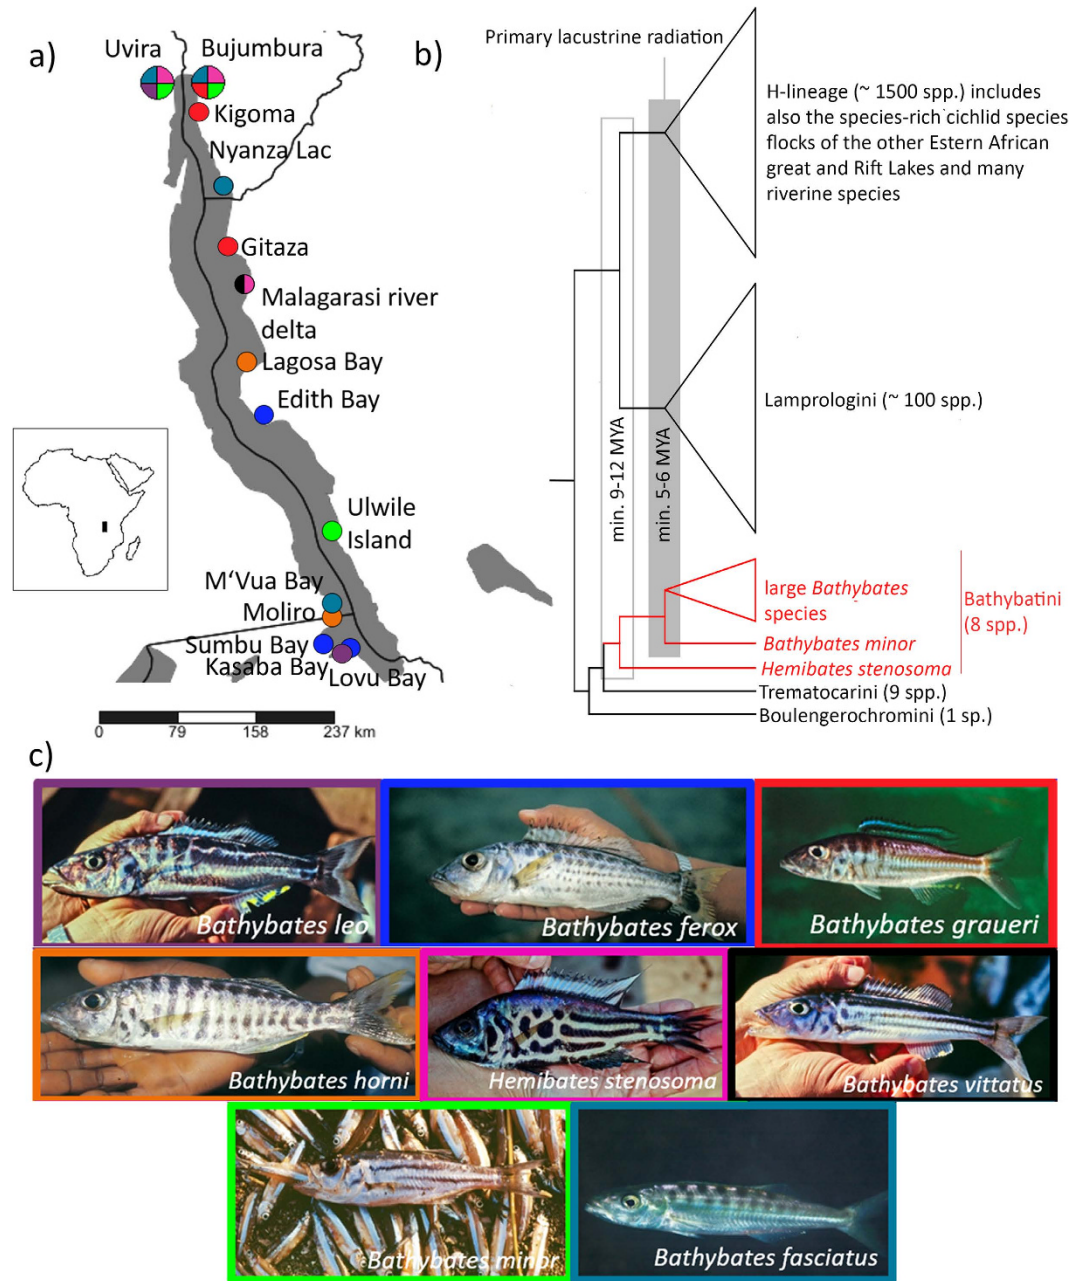 a)
Uvira
Bujumbura
Kigoma
Nyanza Lac
Gitaza
Malagarasi river
delta
Lagosa Bay
Edith Bay
Ulwile
Island
M‘Vua Bay
Moliro
Sumbu Bay
Kasaba Bay
Lovu Bay
0 79 158 237 km
b)
Primary lacustrine radiation
H-lineage (~ 1500 spp.) includes
also the species-rich cichlid species
flocks of the other Estern African
great and Rift Lakes and many
riverine species
Lamprologini (~ 100 spp.)
min. 9-12 MYA
min. 5-6 MYA
large Bathybates
species
Bathybatini
(8 spp.)
Bathybates minor
Hemibates stenosoma
Trematocarini (9 spp.)
Boulengerochromini (1 sp.)
c)
Bathybates leo
Bathybates ferox
Bathybates graueri
Bathybates horni
Hemibates stenosoma
Bathybates vittatus
Bathybates minor
Bathybates fasciatus